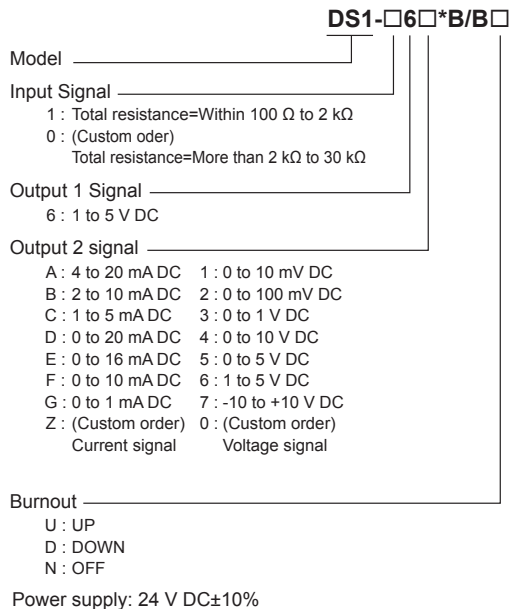 DS1-□6□*B/B□
Model
Input Signal
1 : Total resistance=Within 100 Ω to 2 kΩ
0 : (Custom oder)
Total resistance=More than 2 kΩ to 30 kΩ
Output 1 Signal
6 : 1 to 5 V DC
Output 2 signal
A : 4 to 20 mA DC 1 : 0 to 10 mV DC
B : 2 to 10 mA DC 2 : 0 to 100 mV DC
C : 1 to 5 mA DC 3 : 0 to 1 V DC
D : 0 to 20 mA DC 4 : 0 to 10 V DC
E : 0 to 16 mA DC 5 : 0 to 5 V DC
F : 0 to 10 mA DC 6 : 1 to 5 V DC
G : 0 to 1 mA DC 7 : -10 to +10 V DC
Z : (Custom order) 0 : (Custom order)
Current signal Voltage signal
Burnout
U : UP
D : DOWN
N : OFF
Power supply: 24 V DC±10%